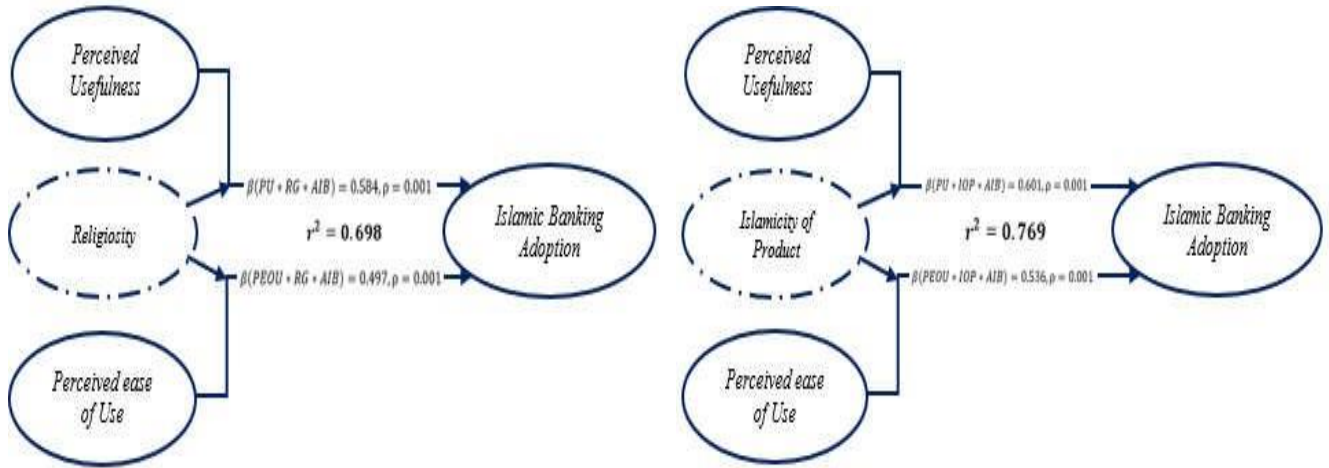 Perceived
Usefulness
β(PU * RG * AIB) = 0.584, ρ = 0.001
Religiosity
r² = 0.698
Islamic Banking
Adoption
β(PEOU * RG * AIB) = 0.497, ρ = 0.001
Perceived ease
of Use
Perceived
Usefulness
β(PU * IOP * AIB) = 0.601, ρ = 0.001
Islamicity of
Product
r² = 0.769
Islamic Banking
Adoption
β(PEOU * IOP * AIB) = 0.536, ρ = 0.001
Perceived ease
of Use